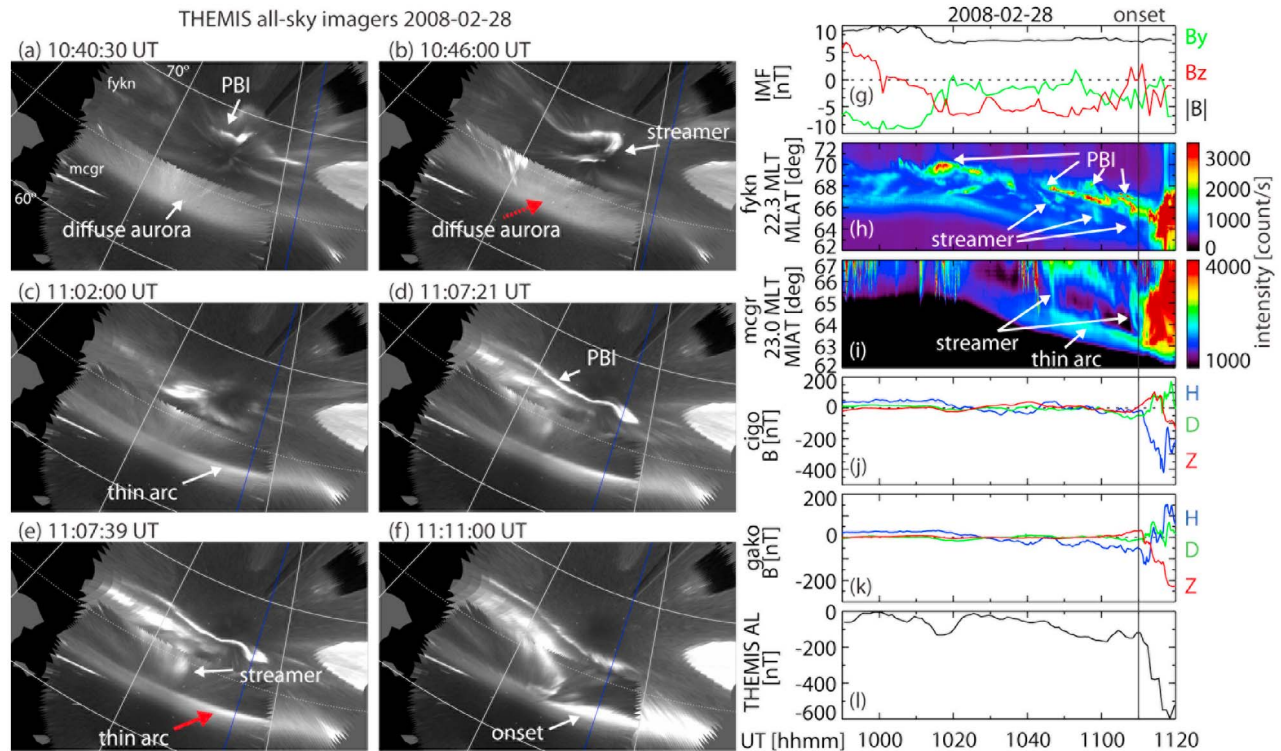 THEMIS all-sky imagers 2008-02-28
(a) 10:40:30 UT
fykn
70º
PBI
mcgr
60º
diffuse aurora
(b) 10:46:00 UT
streamer
diffuse aurora
(c) 11:02:00 UT
thin arc
(d) 11:07:21 UT
PBI
(e) 11:07:39 UT
streamer
thin arc
(f) 11:11:00 UT
onset
2008-02-28
onset
IMF
[nT]
10
5
0
-5
-10
(g)
By
Bz
|B|
fykn
22.3 MLT
MLAT [deg]
72
70
68
66
64
62
PBI
streamer
(h)
3000
2000
1000
0
intensity [count/s]
mcgr
23.0 MLT
MlAT [deg]
67
66
65
64
63
62
streamer
thin arc
(i)
4000
1000
cigo
B [nT]
200
0
-200
-400
(j)
H
D
Z
gako
B [nT]
200
0
-200
(k)
H
D
Z
THEMIS AL
[nT]
0
-200
-400
-600
(l)
UT [hhmm]
1000
1020
1040
1100
1120